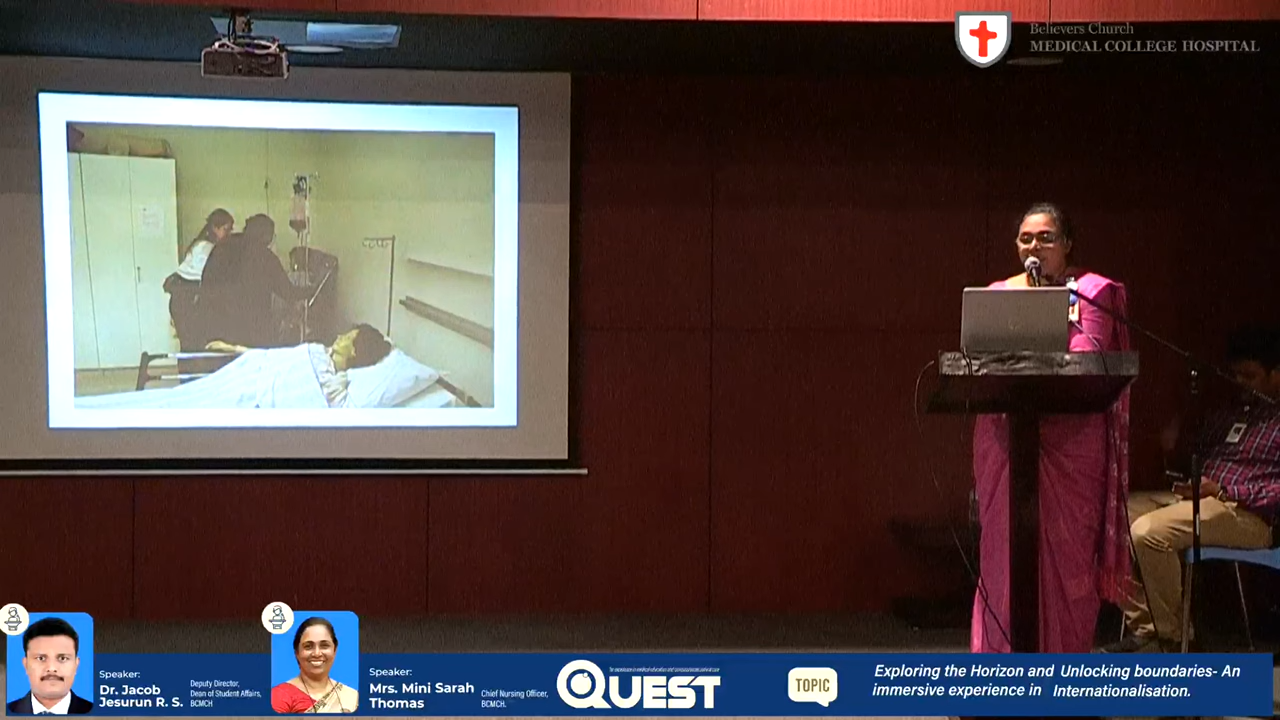 Believers Church
MEDICAL COLLEGE HOSPITAL
Speaker:
Dr. Jacob
Jesurun R. S.
Deputy Director,
Dean of Student Affairs,
BCMCH
Speaker:
Mrs. Mini Sarah
Thomas
Chief Nursing Officer,
BCMCH.
QUEST
TOPIC
Exploring the Horizon and Unlocking boundaries- An
immersive experience in Internationalisation.